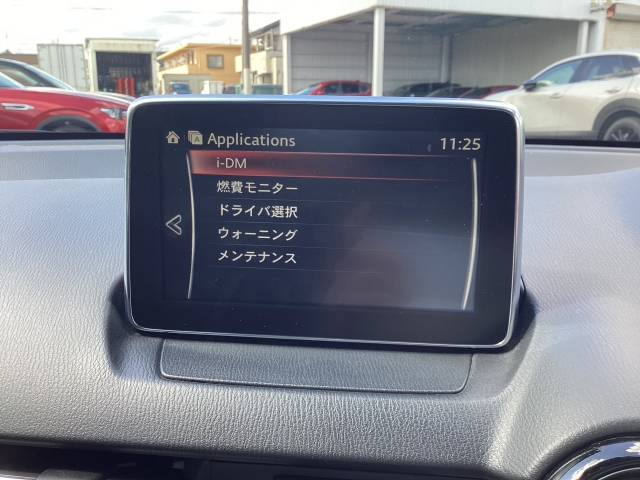 Applications
11:25
i-DM
燃費モニター
ドライバ選択
ウォーニング
メンテナンス